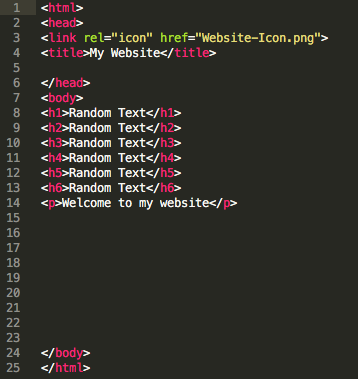 1 <html>
2 <head>
3 <link rel="icon" href="Website-Icon.png">
4 <title>My Website</title>
5
6 </head>
7 <body>
8 <h1>Random Text</h1>
9 <h2>Random Text</h2>
10 <h3>Random Text</h3>
11 <h4>Random Text</h4>
12 <h5>Random Text</h5>
13 <h6>Random Text</h6>
14 <p>Welcome to my website</p>
15
16
17
18
19
20
21
22
23
24 </body>
25 </html>